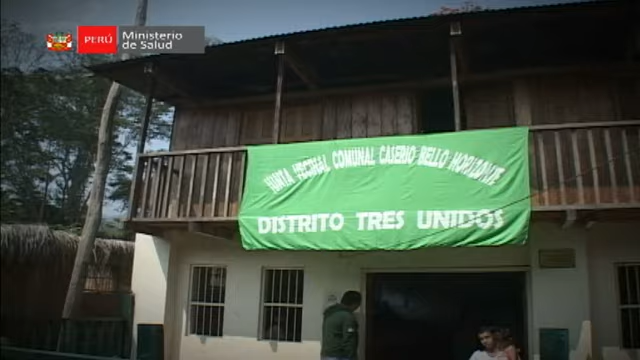 PERÚ
Ministerio
de Salud
JUNTA VECINAL COMUNAL CASERIO BELLO HORIZONTE
DISTRITO TRES UNIDOS